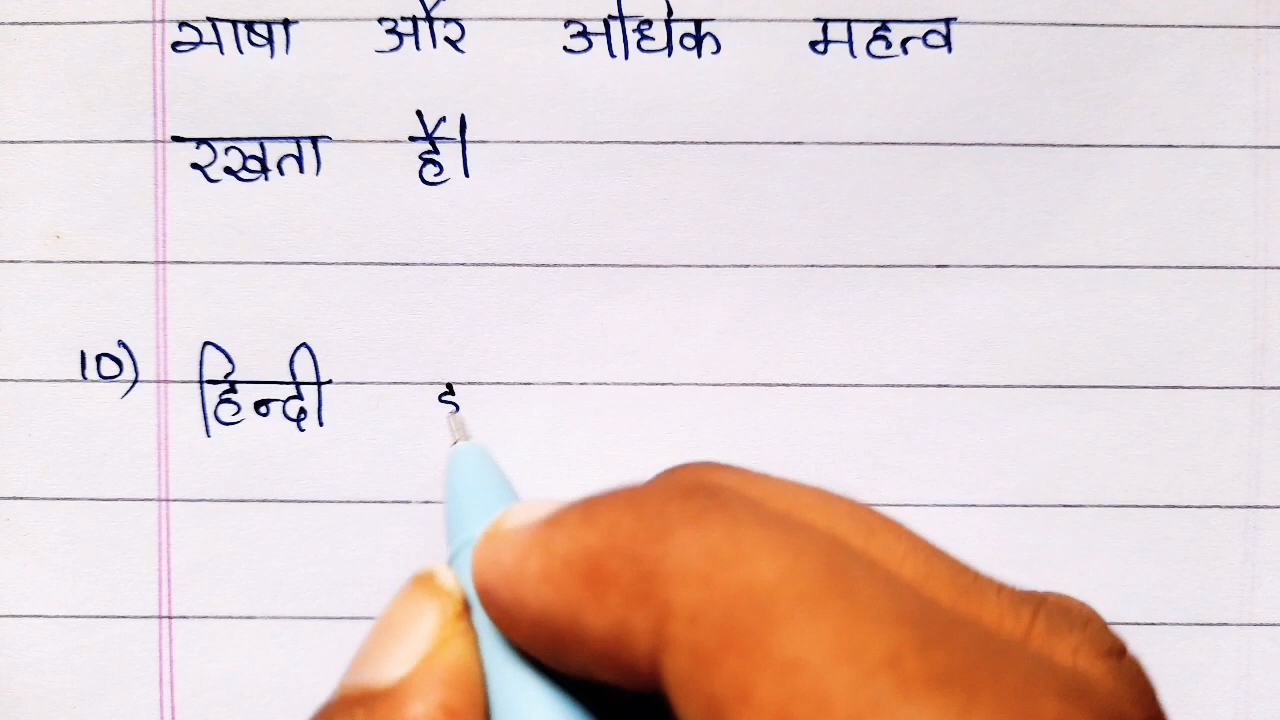 भाषा और अधिक महत्व
रखता है।
10) हिन्दी